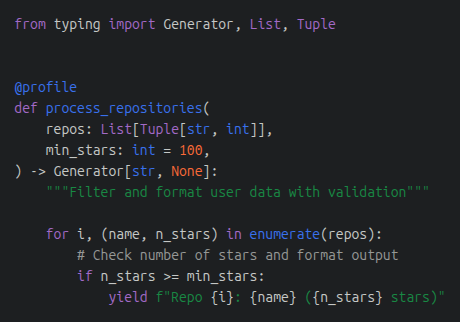 from typing import Generator, List, Tuple


@profile
def process_repositories(
    repos: List[Tuple[str, int]],
    min_stars: int = 100,
) -> Generator[str, None]:
    """Filter and format user data with validation"""

    for i, (name, n_stars) in enumerate(repos):
        # Check number of stars and format output
        if n_stars >= min_stars:
            yield f"Repo {i}: {name} ({n_stars} stars)"